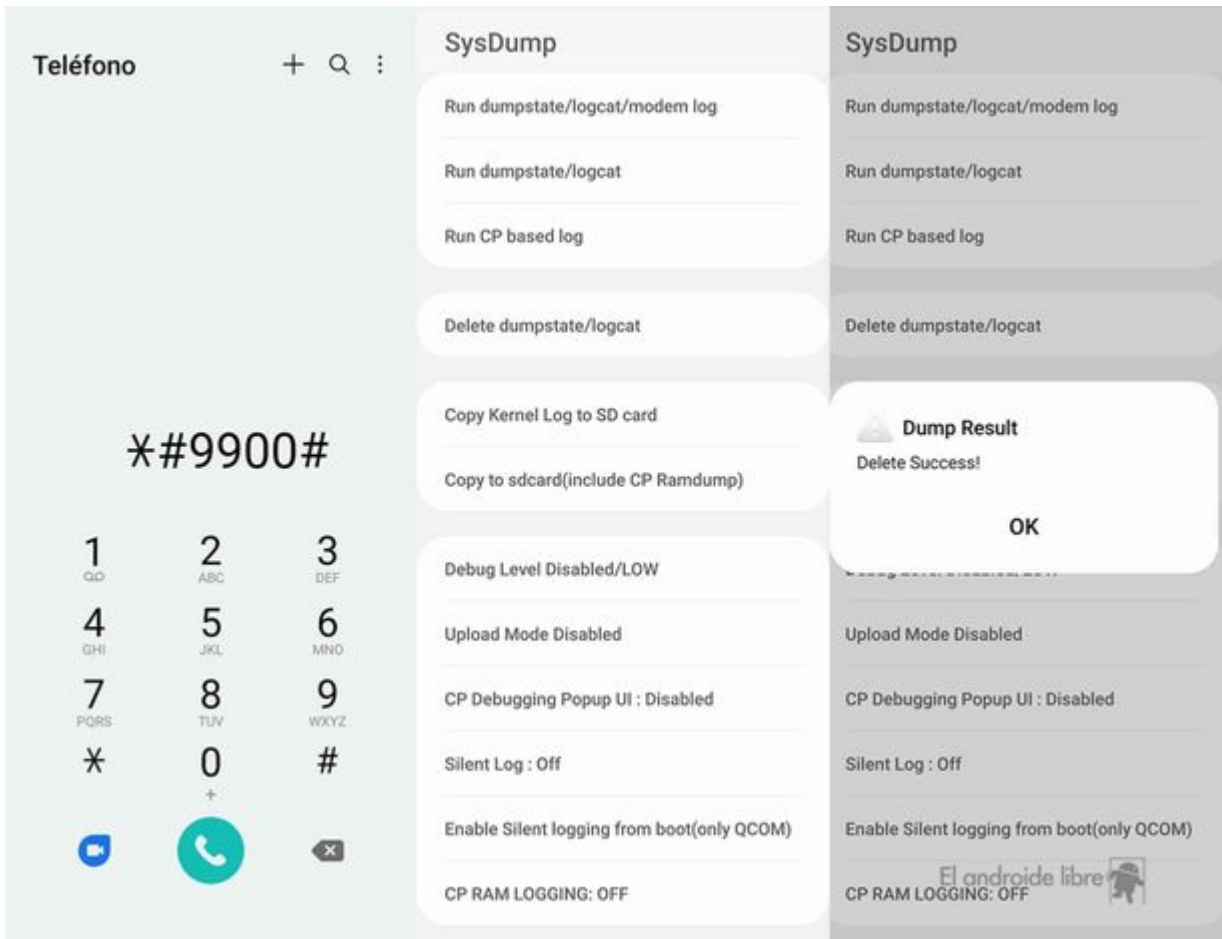 Teléfono
*#9900#
1
2
ABC
3
DEF
4
GHI
5
JKL
6
MNO
7
PQRS
8
TUV
9
WXYZ
*
0
+
#
SysDump
Run dumpstate/logcat/modem log
Run dumpstate/logcat
Run CP based log
Delete dumpstate/logcat
Copy Kernel Log to SD card
Copy to sdcard(include CP Ramdump)
Debug Level Disabled/LOW
Upload Mode Disabled
CP Debugging Popup UI : Disabled
Silent Log : Off
Enable Silent logging from boot(only QCOM)
CP RAM LOGGING: OFF
SysDump
Run dumpstate/logcat/modem log
Run dumpstate/logcat
Run CP based log
Delete dumpstate/logcat
Dump Result
Delete Success!
OK
Upload Mode Disabled
CP Debugging Popup UI : Disabled
Silent Log : Off
Enable Silent logging from boot(only QCOM)
El androide libre
CP RAM LOGGING: OFF